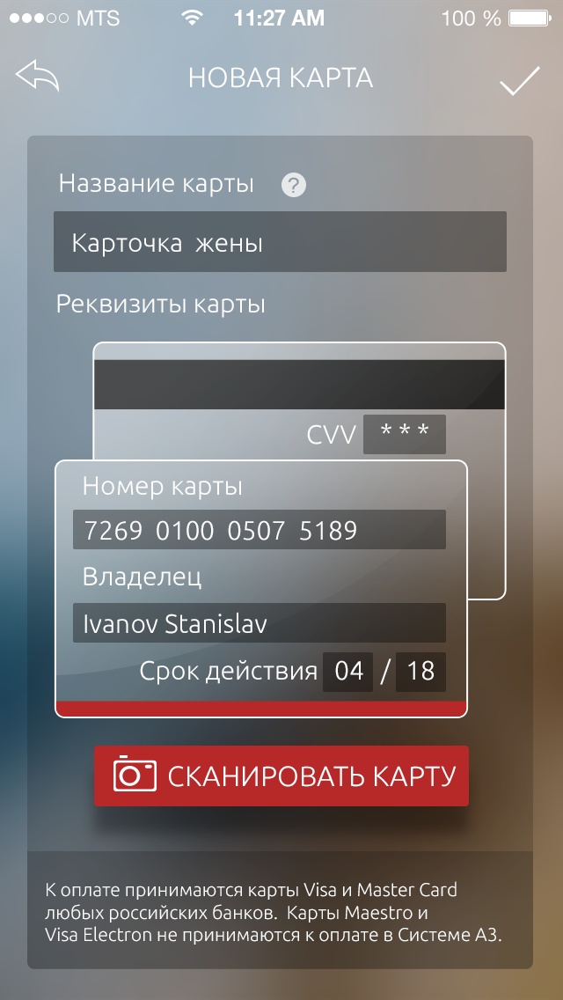 MTS 11:27 AM 100 %
НОВАЯ КАРТА
Название карты ?
Карточка жены
Реквизиты карты
CVV * * *
Номер карты
7269 0100 0507 5189
Владелец
Ivanov Stanislav
Срок действия 04 / 18
СКАНИРОВАТЬ КАРТУ
К оплате принимаются карты Visa и Master Card
любых российских банков. Карты Maestro и
Visa Electron не принимаются к оплате в Системе А3.